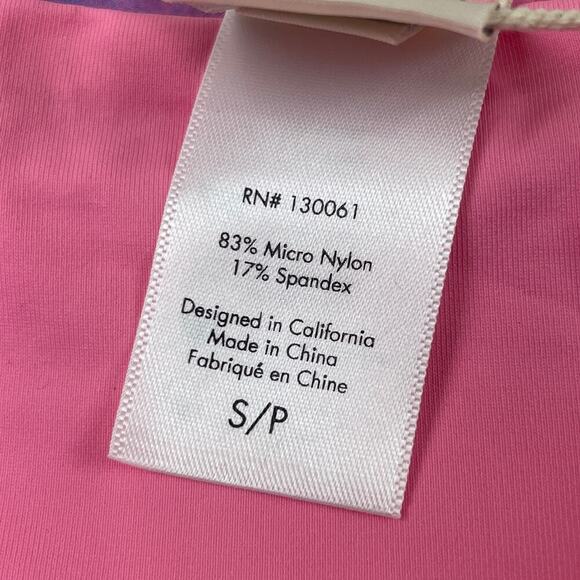 RN# 130061
83% Micro Nylon
17% Spandex
Designed in California
Made in China
Fabriqué en Chine
S/P